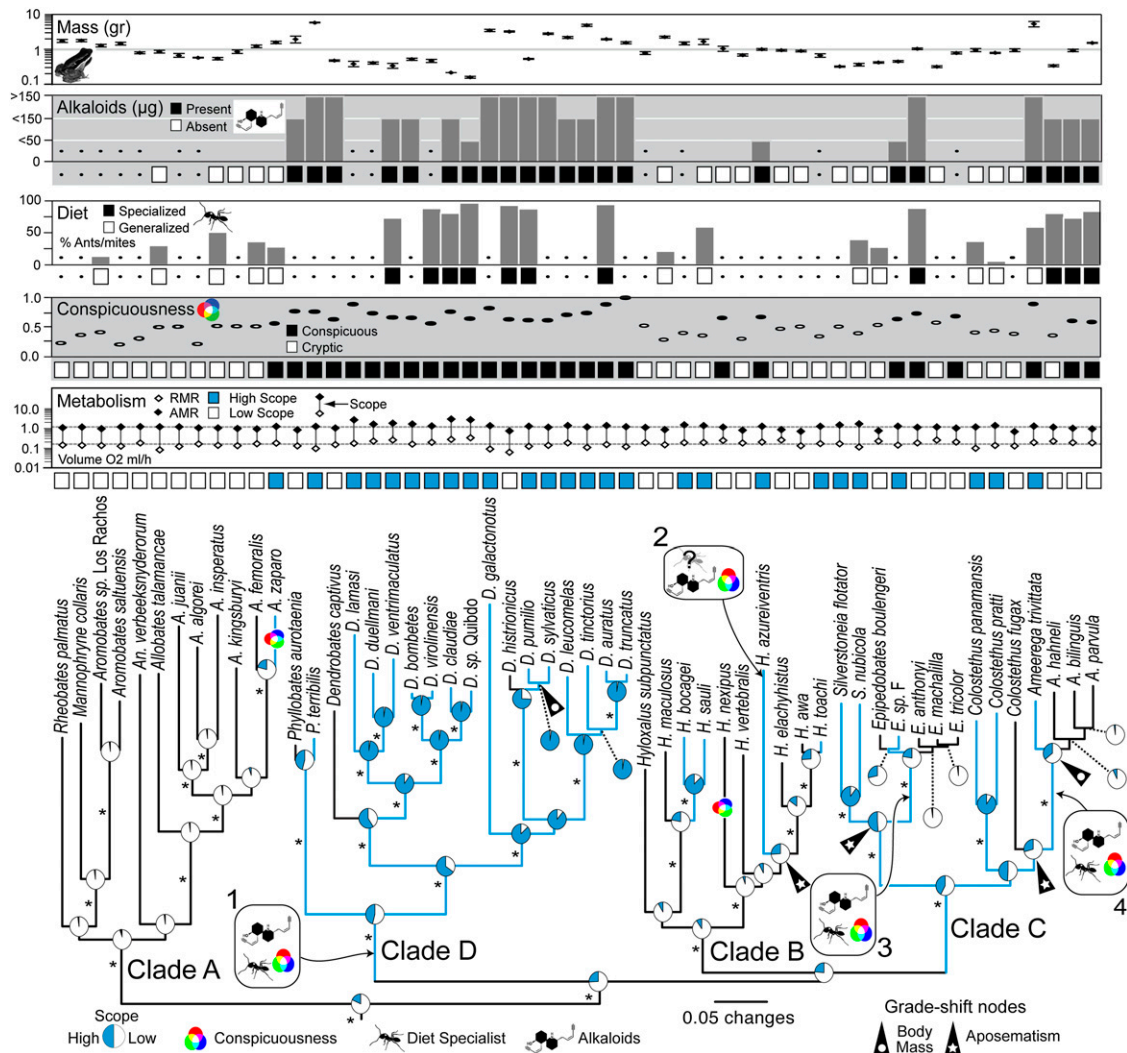 10
1
0.1
Mass (gr)
>150
<150
<50
0
Alkaloids (µg)
Present
Absent
100
50
0
Diet
Specialized
Generalized
% Ants/mites
1.0
0.5
0.0
Conspicuousness
Conspicuous
Cryptic
10.0
1.0
0.1
0.01
Metabolism
RMR
AMR
High Scope
Low Scope
Scope
Volume O2 ml/h
Rheobates palmatus
Mannophryne collaris
Aromobates sp. Los Rachos
Aromobates saltuensis
An. verbeeksnyderorum
Allobates talamancae
A. juanii
A. algorei
A. insperatus
A. kingsburyi
A. femoralis
A. zaparo
Phyllobates aurotaenia
P. terribilis
Dendrobates captivus
D. lamasi
D. duellmani
D. ventrimaculatus
D. bombetes
D. virolinensis
D. claudiae
D. sp. Quibdo
D. galactonotus
D. histrionicus
D. pumilio
D. sylvaticus
D. leucomelas
D. tinctorius
D. auratus
D. truncatus
Hyloxalus subpunctatus
H. maculosus
H. bocagei
H. sauli
H. nexipus
H. vertebralis
H. azureiventris
H. elachyhistus
H. awa
H. toachi
Silverstoneia flotator
S. nubicola
Epipedobates boulengeri
E. sp. F
E. anthonyi
E. machalilla
E. tricolor
Colostethus panamansis
Colostethus pratti
Colostethus fugax
Ameerega trivittata
A. hahneli
A. bilinguis
A. parvula
1
2
?
3
4
Clade A
Clade D
Clade B
Clade C
0.05 changes
Scope
High
Low
Conspicuousness
Diet Specialist
Alkaloids
Grade-shift nodes
Body
Mass
Aposematism